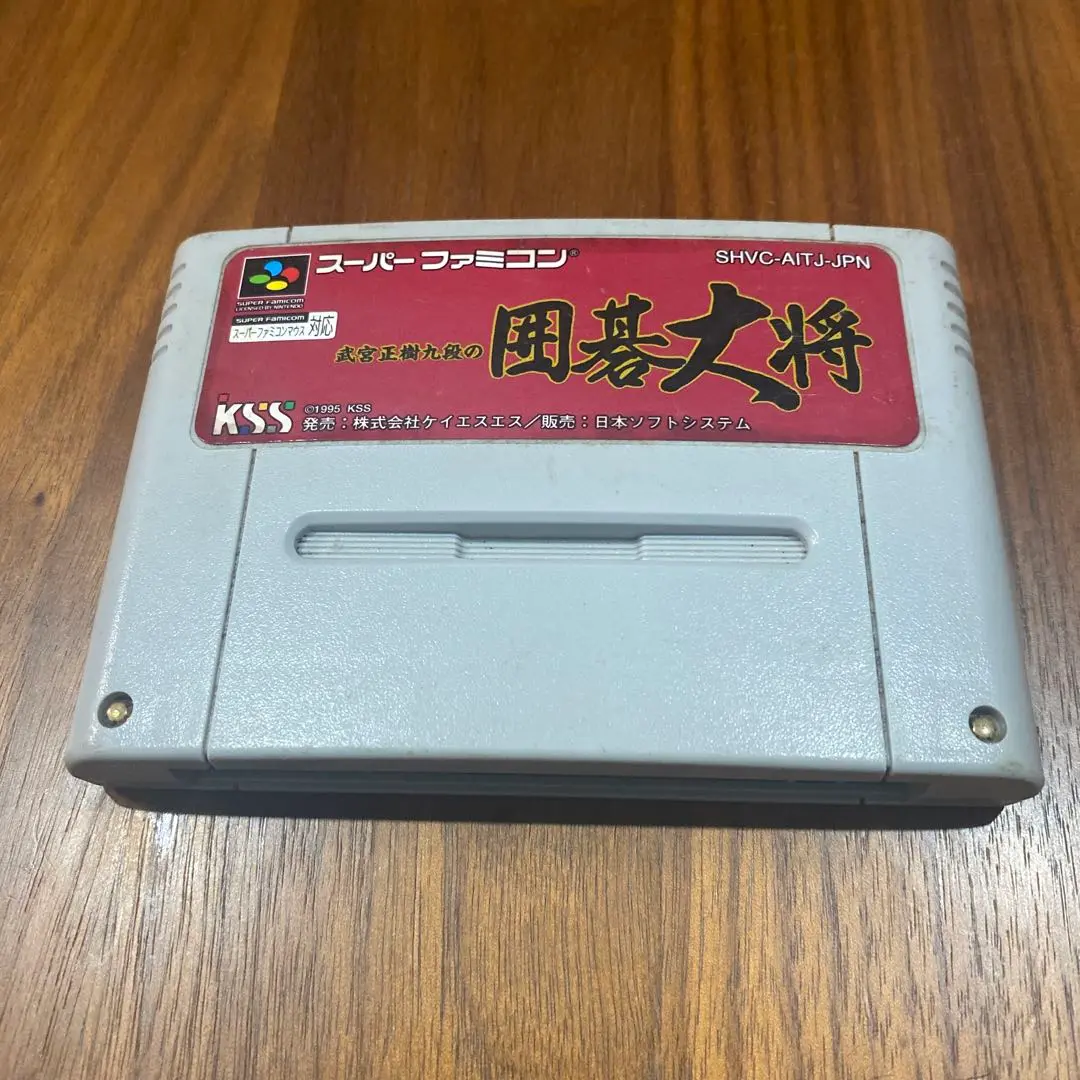 スーパーファミコン®
SHVC-AITJ-JPN
SUPER FAMICOM
LICENSED BY NINTENDO
SUPER FAMICOM
スーパーファミコンマウス 対応
武宮正樹九段の
囲碁大将
KSS
©1995 KSS
発売:株式会社ケイエスエス/販売:日本ソフトシステム